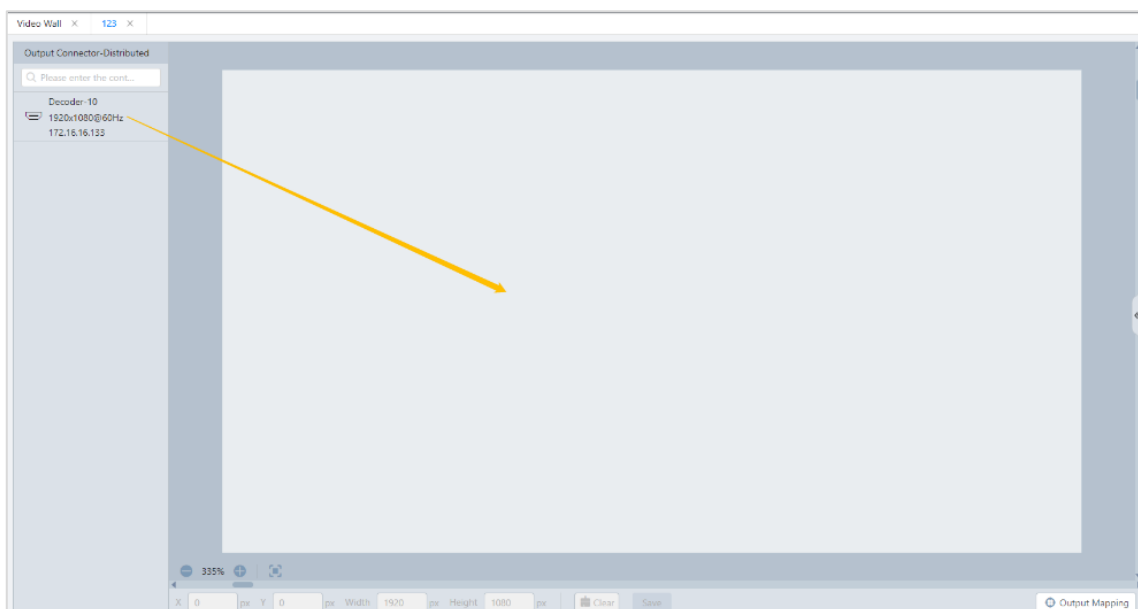 Video Wall × 123 ×
Output Connector-Distributed
Please enter the cont...
Decoder-10
1920x1080@60Hz
172.16.16.133
335%
X 0 px Y 0 px Width 1920 px Height 1080 px Clear Save Output Mapping